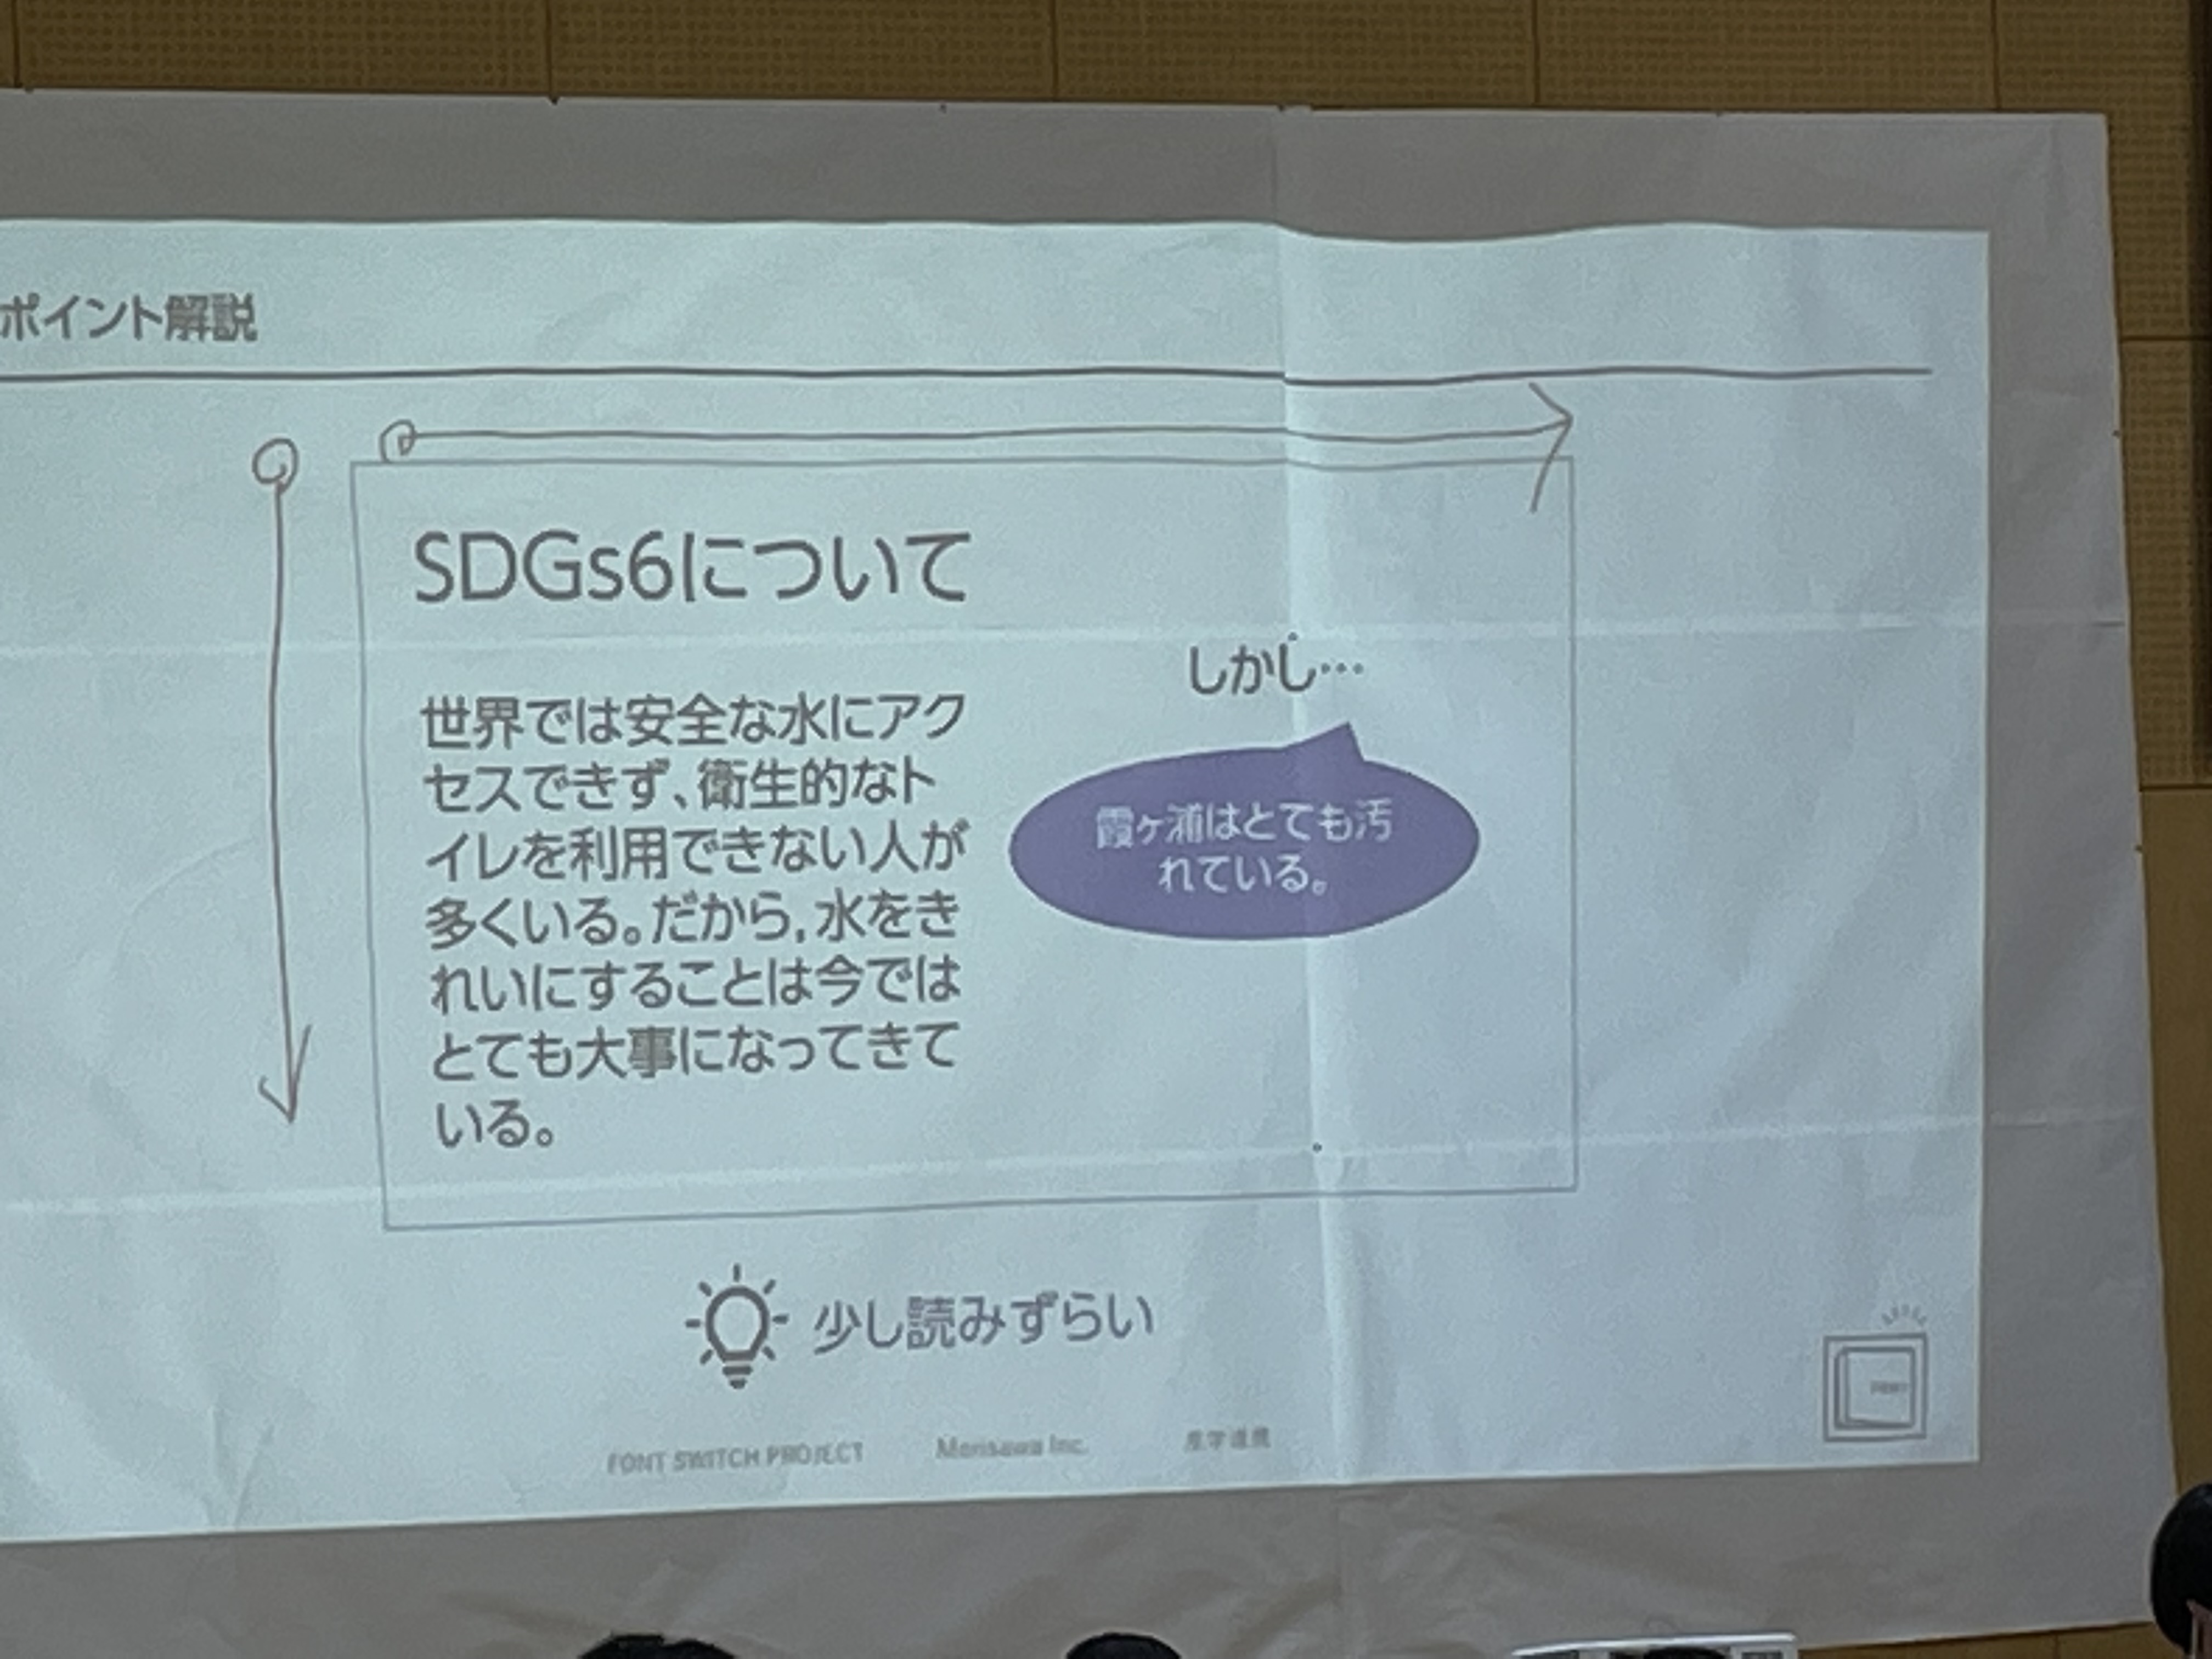 ポイント解説
SDGs6について
世界では安全な水にアク
セスできず、衛生的なト
イレを利用できない人が
多くいる。だから,水をき
れいにすることは今では
とても大事になってきて
いる。
しかし…
霞ヶ浦はとても汚
れている。
少し読みずらい
FONT SWITCH PROJECT
Morisawa Inc.
産学連携